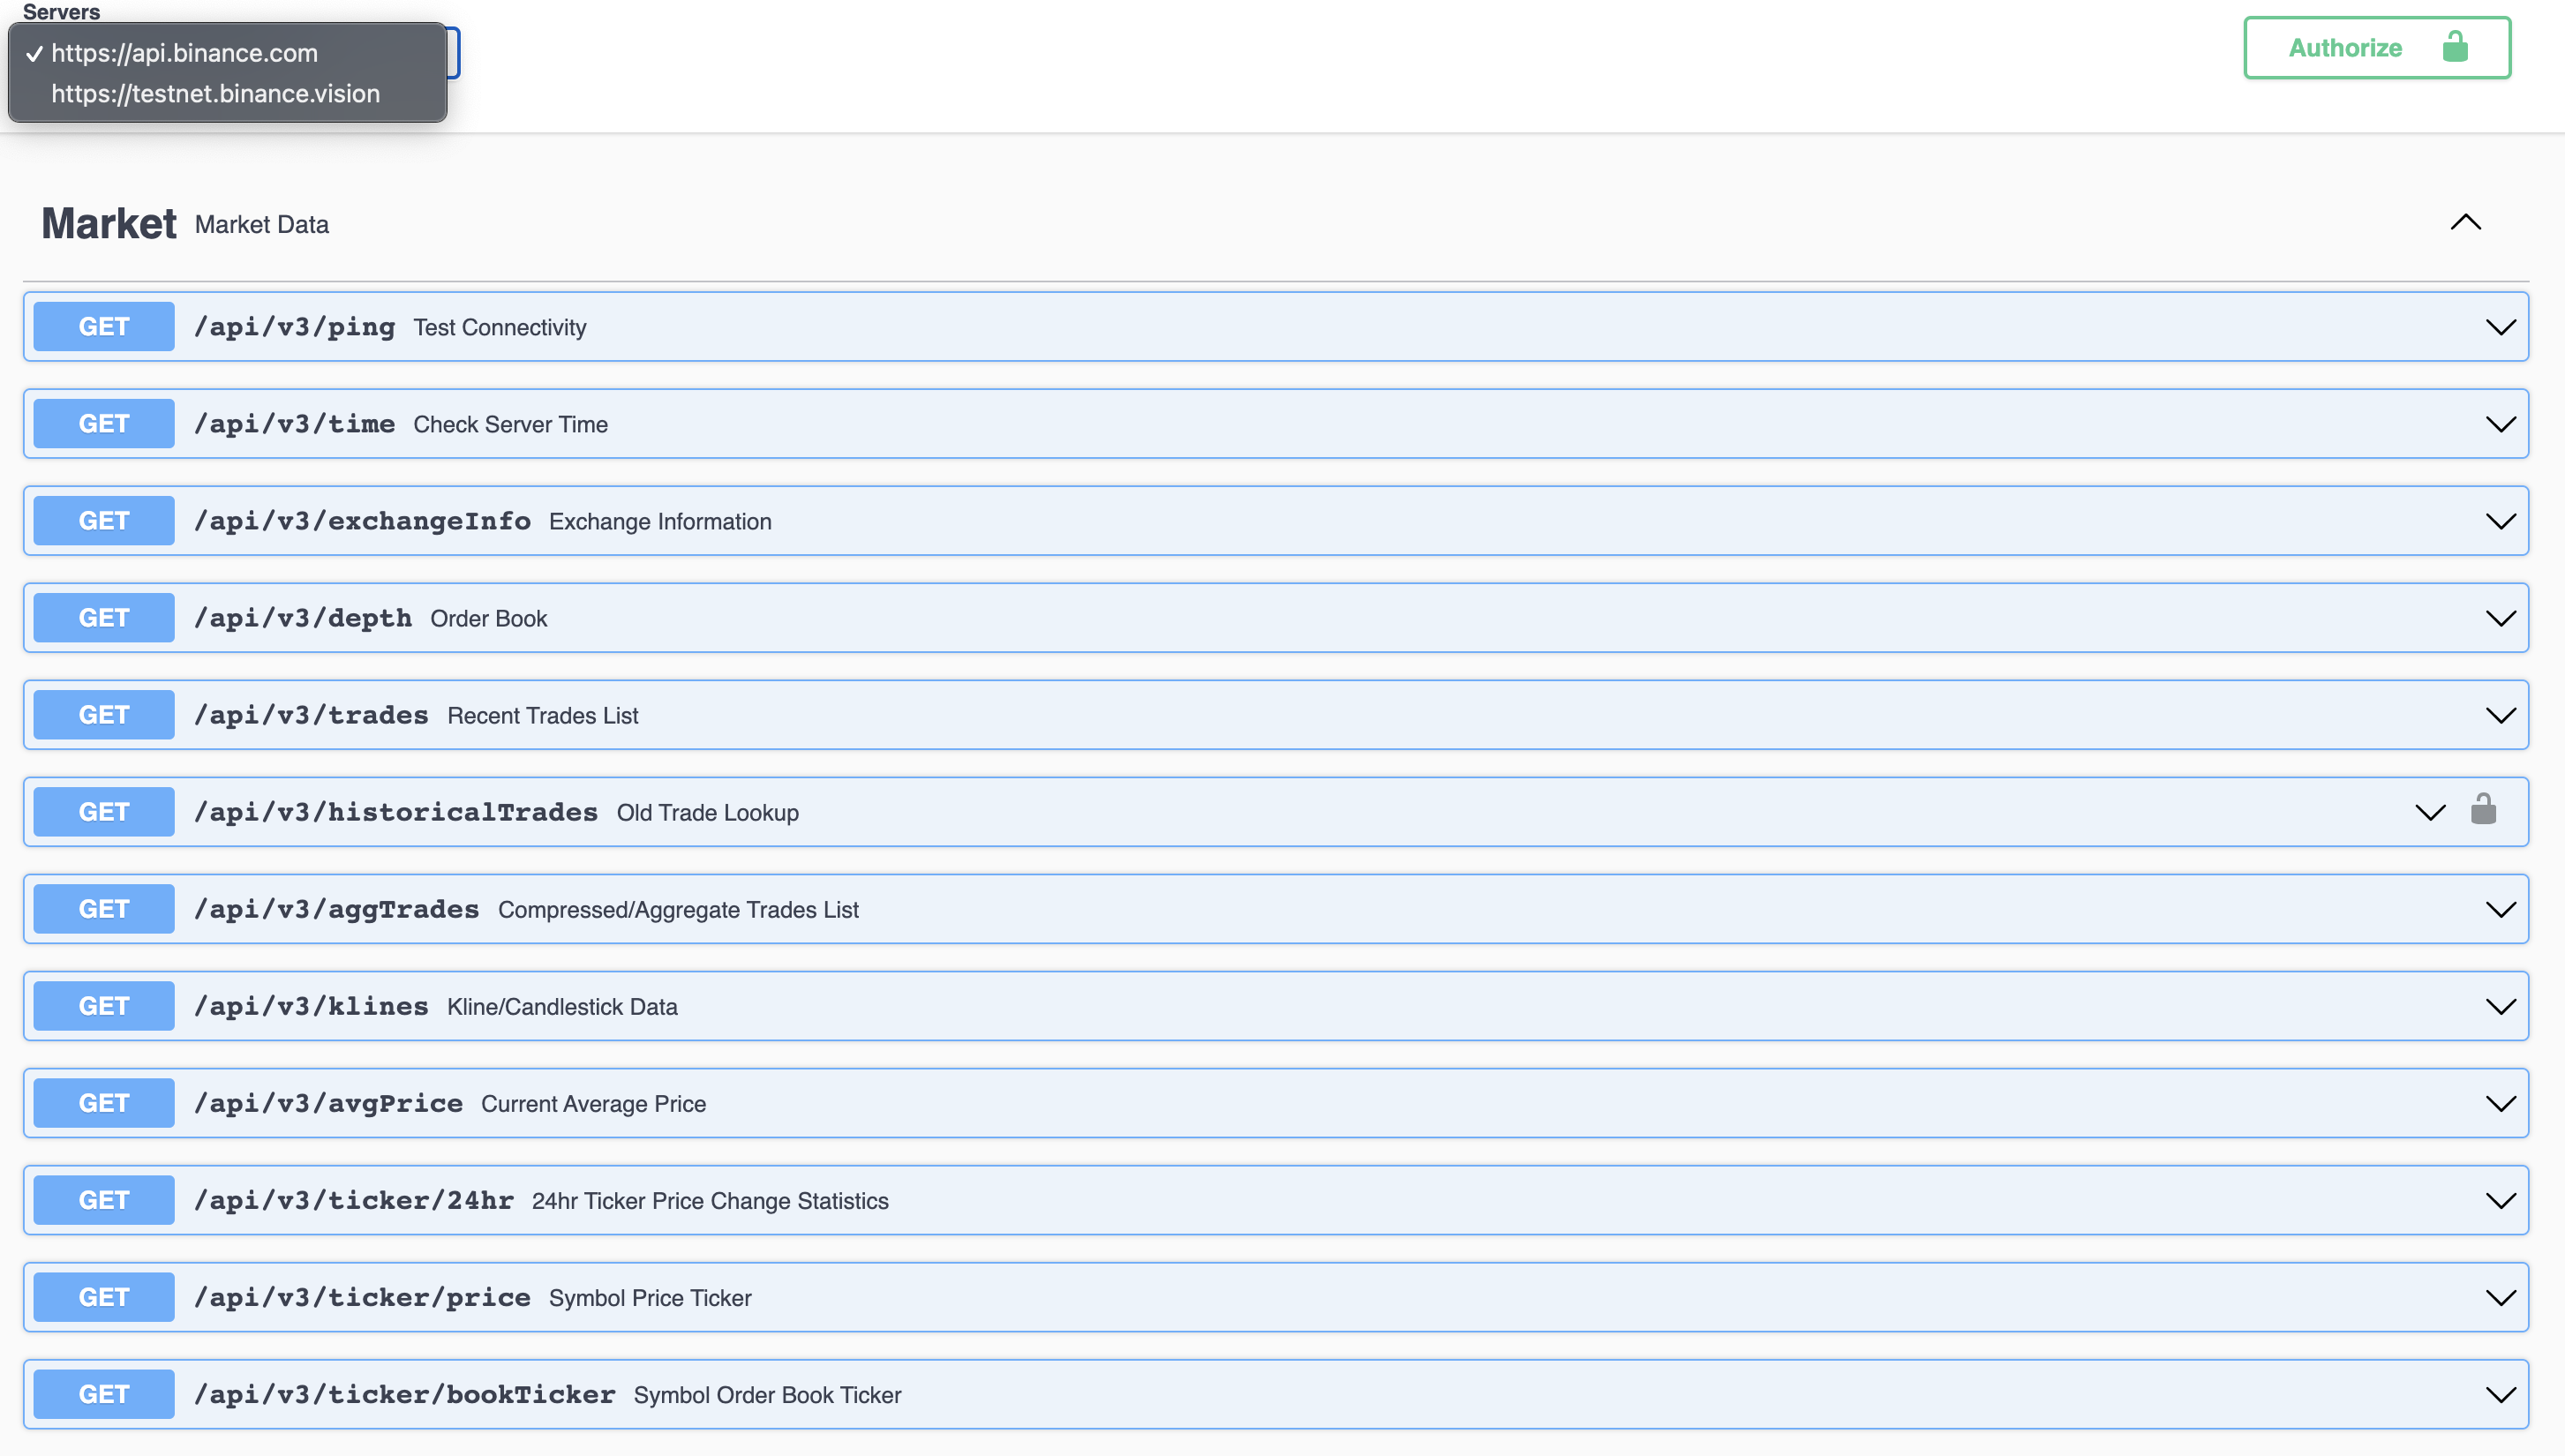 Servers
✓ https://api.binance.com
https://testnet.binance.vision
Authorize
Market Market Data
GET /api/v3/ping Test Connectivity
GET /api/v3/time Check Server Time
GET /api/v3/exchangeInfo Exchange Information
GET /api/v3/depth Order Book
GET /api/v3/trades Recent Trades List
GET /api/v3/historicalTrades Old Trade Lookup
GET /api/v3/aggTrades Compressed/Aggregate Trades List
GET /api/v3/klines Kline/Candlestick Data
GET /api/v3/avgPrice Current Average Price
GET /api/v3/ticker/24hr 24hr Ticker Price Change Statistics
GET /api/v3/ticker/price Symbol Price Ticker
GET /api/v3/ticker/bookTicker Symbol Order Book Ticker